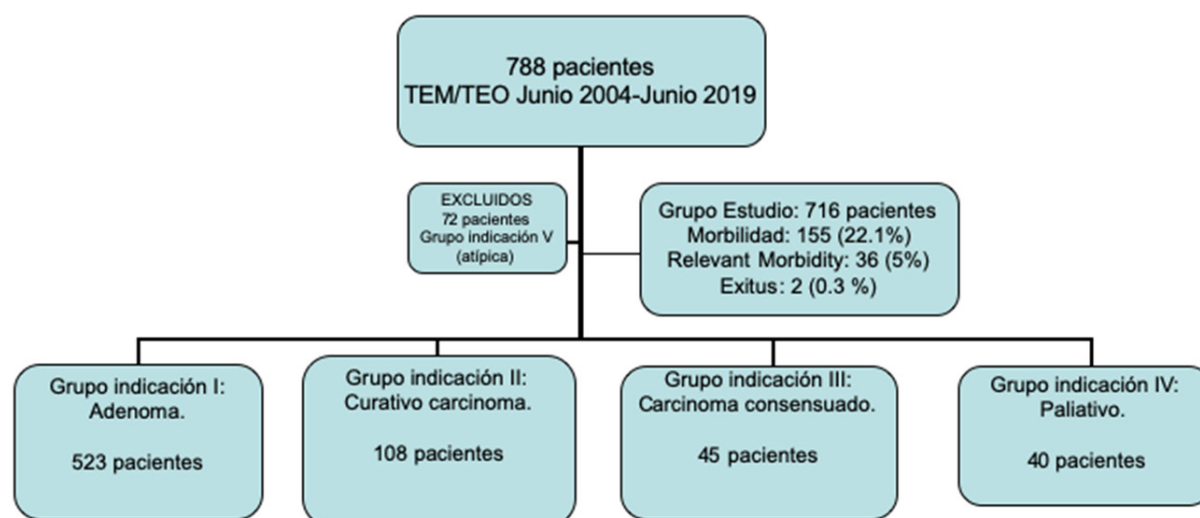 788 pacientes
TEM/TEO Junio 2004-Junio 2019
EXCLUIDOS
72 pacientes
Grupo indicación V
(atípica)
Grupo Estudio: 716 pacientes
Morbilidad: 155 (22.1%)
Relevant Morbidity: 36 (5%)
Exitus: 2 (0.3 %)
Grupo indicación I:
Adenoma.
523 pacientes
Grupo indicación II:
Curativo carcinoma.
108 pacientes
Grupo indicación III:
Carcinoma consensuado.
45 pacientes
Grupo indicación IV:
Paliativo.
40 pacientes